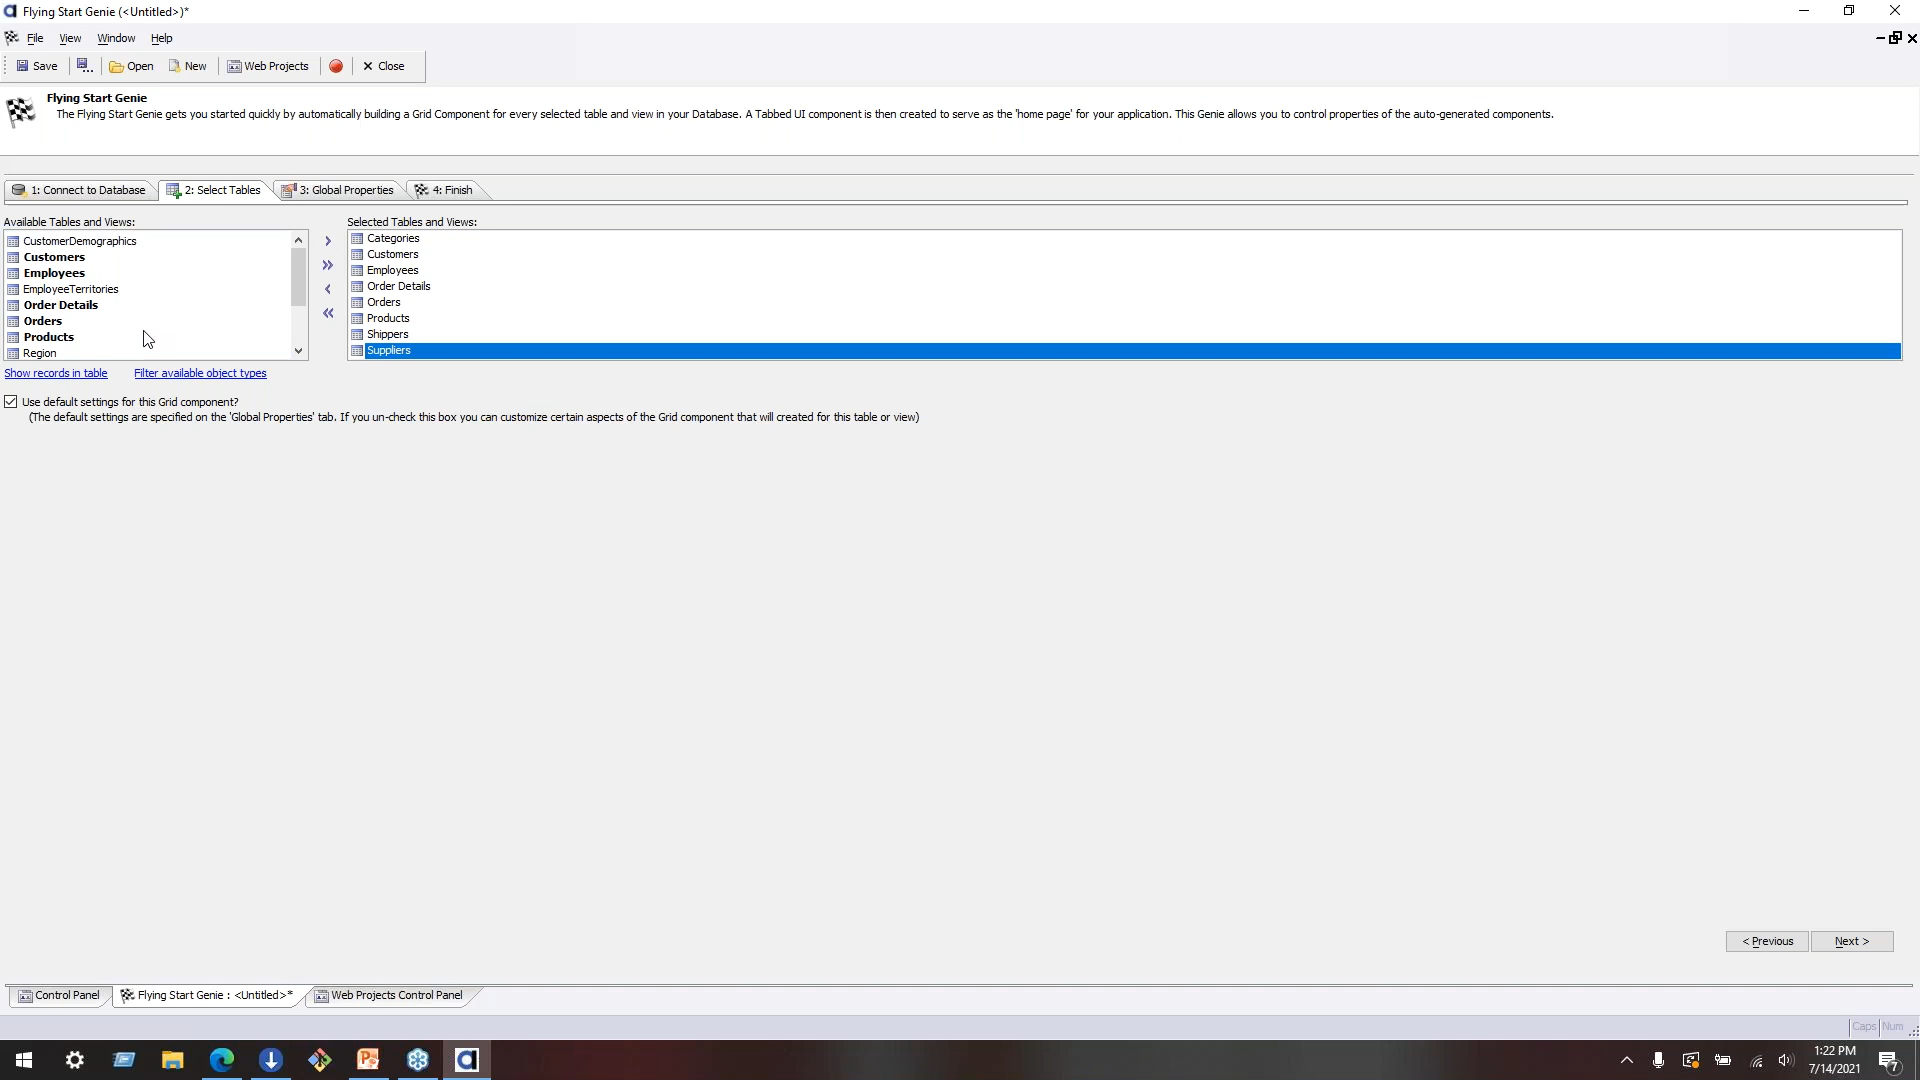 Flying Start Genie (<Untitled>)*
File View Window Help
Save Open New Web Projects Close
Flying Start Genie
The Flying Start Genie gets you started quickly by automatically building a Grid Component for every selected table and view in your Database. A Tabbed UI component is then created to serve as the 'home page' for your application. This Genie allows you to control properties of the auto-generated components.
1: Connect to Database 2: Select Tables 3: Global Properties 4: Finish
Available Tables and Views:
CustomerDemographics
Customers
Employees
EmployeeTerritories
Order Details
Orders
Products
Region
Selected Tables and Views:
Categories
Customers
Employees
Order Details
Orders
Products
Shippers
Suppliers
Show records in table Filter available object types
Use default settings for this Grid component?
(The default settings are specified on the 'Global Properties' tab. If you un-check this box you can customize certain aspects of the Grid component that will created for this table or view)
< Previous Next >
Control Panel Flying Start Genie : <Untitled>* Web Projects Control Panel
Caps Num
1:22 PM
7/14/2021
7